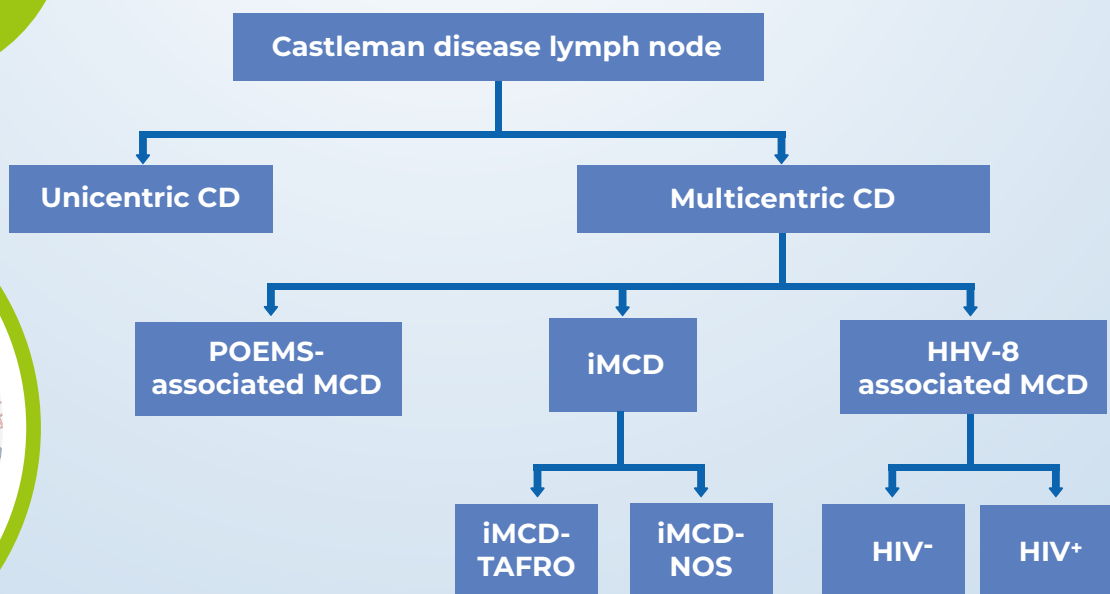 Castleman disease lymph node
Unicentric CD
Multicentric CD
POEMS-
associated MCD
iMCD
HHV-8
associated MCD
iMCD-
TAFRO
iMCD-
NOS
HIV⁻
HIV⁺